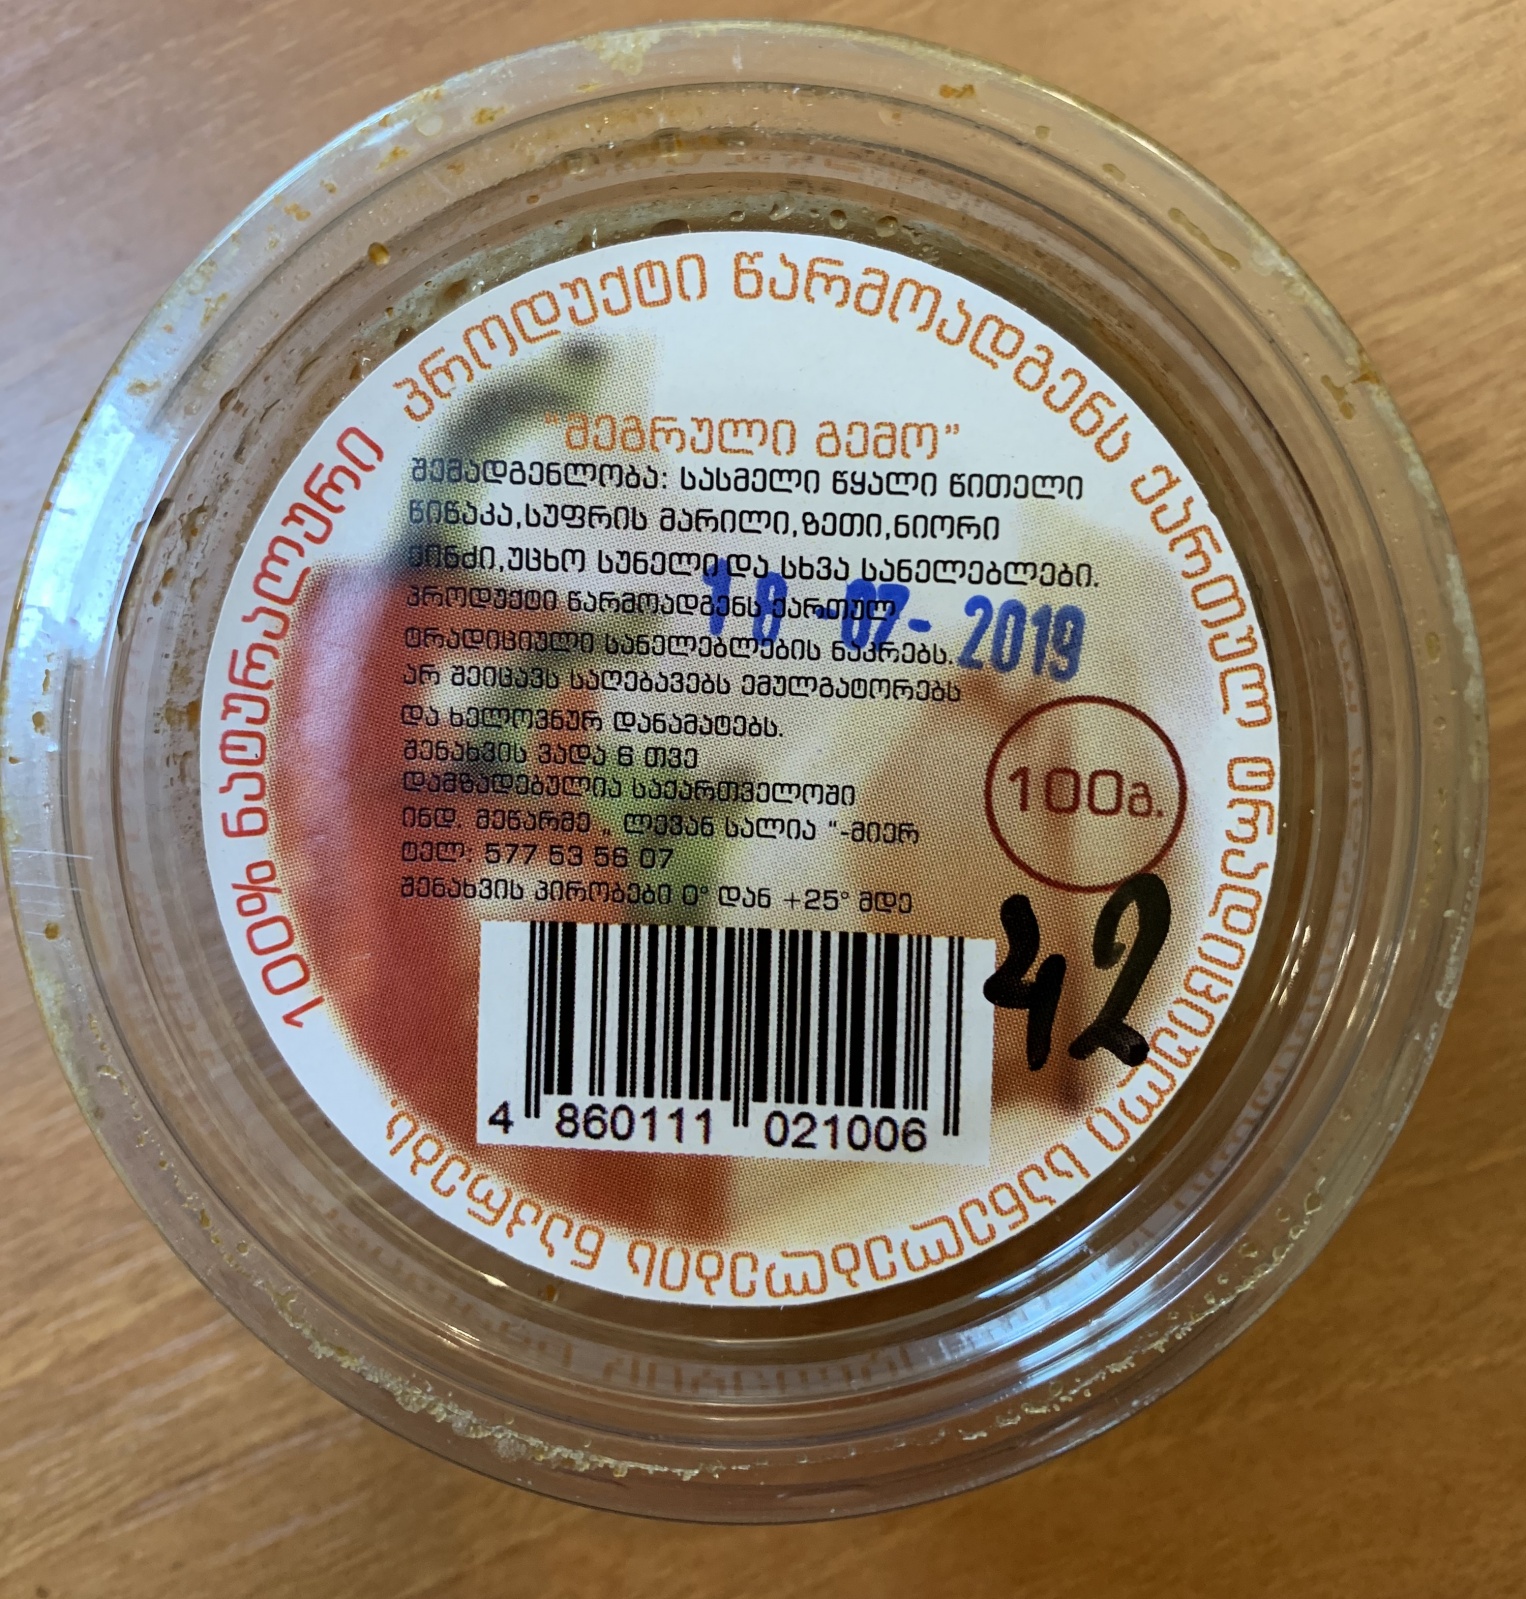 100% ნატურალური პროდუქტი წარმოადგენს ქართულ ტრადიციული სანელებლების ნაკრებს.
"მეგრული გემო"
შემადგენლობა: სასმელი წყალი წითელი
წიწაკა,სუფრის მარილი,ზეთი,ნიორი
ქინძი,უცხო სუნელი და სხვა სანელებლები.
პროდუქტი წარმოადგენს ქართულ
ტრადიციული სანელებლების ნაკრებს.
არ შეიცავს საღებავებს ემულგატორებს
და ხელოვნურ დანამატებს.
შენახვის ვადა 6 თვე
დამზადებულია საქართველოში
ინდ. მეწარმე „ ლევან სალია "-მიერ
ტელ: 577 53 56 07
შენახვის პირობები 0° დან +25° მდე
18-07-2019
100გ.
42
4 860111 021006